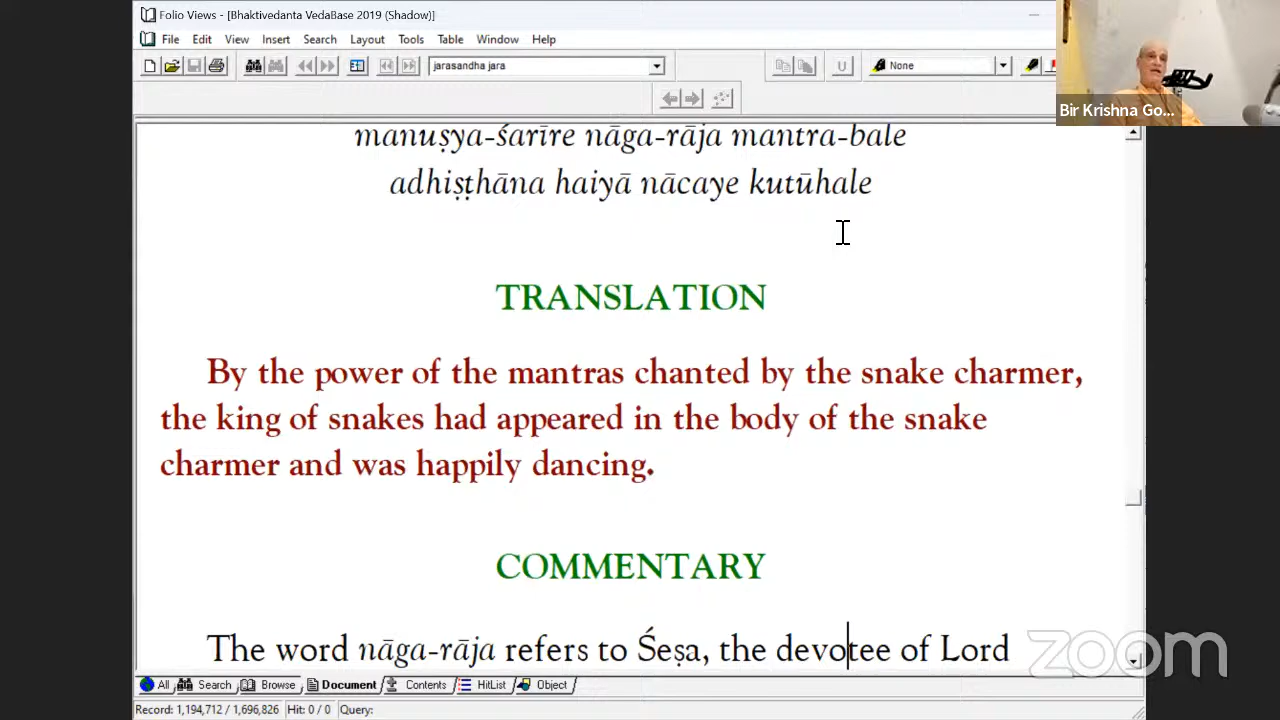 Folio Views - [Bhaktivedanta VedaBase 2019 (Shadow)]
File Edit View Insert Search Layout Tools Table Window Help
jarasandha jara
U
None
Bir Krishna Go...
manuṣya-śarīre nāga-rāja mantra-bale
adhiṣṭhāna haiyā nācaye kutūhale
TRANSLATION
By the power of the mantras chanted by the snake charmer,
the king of snakes had appeared in the body of the snake
charmer and was happily dancing.
COMMENTARY
The word nāga-rāja refers to Śeṣa, the devotee of Lord
zoom
All Search Browse Document Contents HitList Object
Record: 1,194,712 / 1,696,826 Hit: 0 / 0 Query: